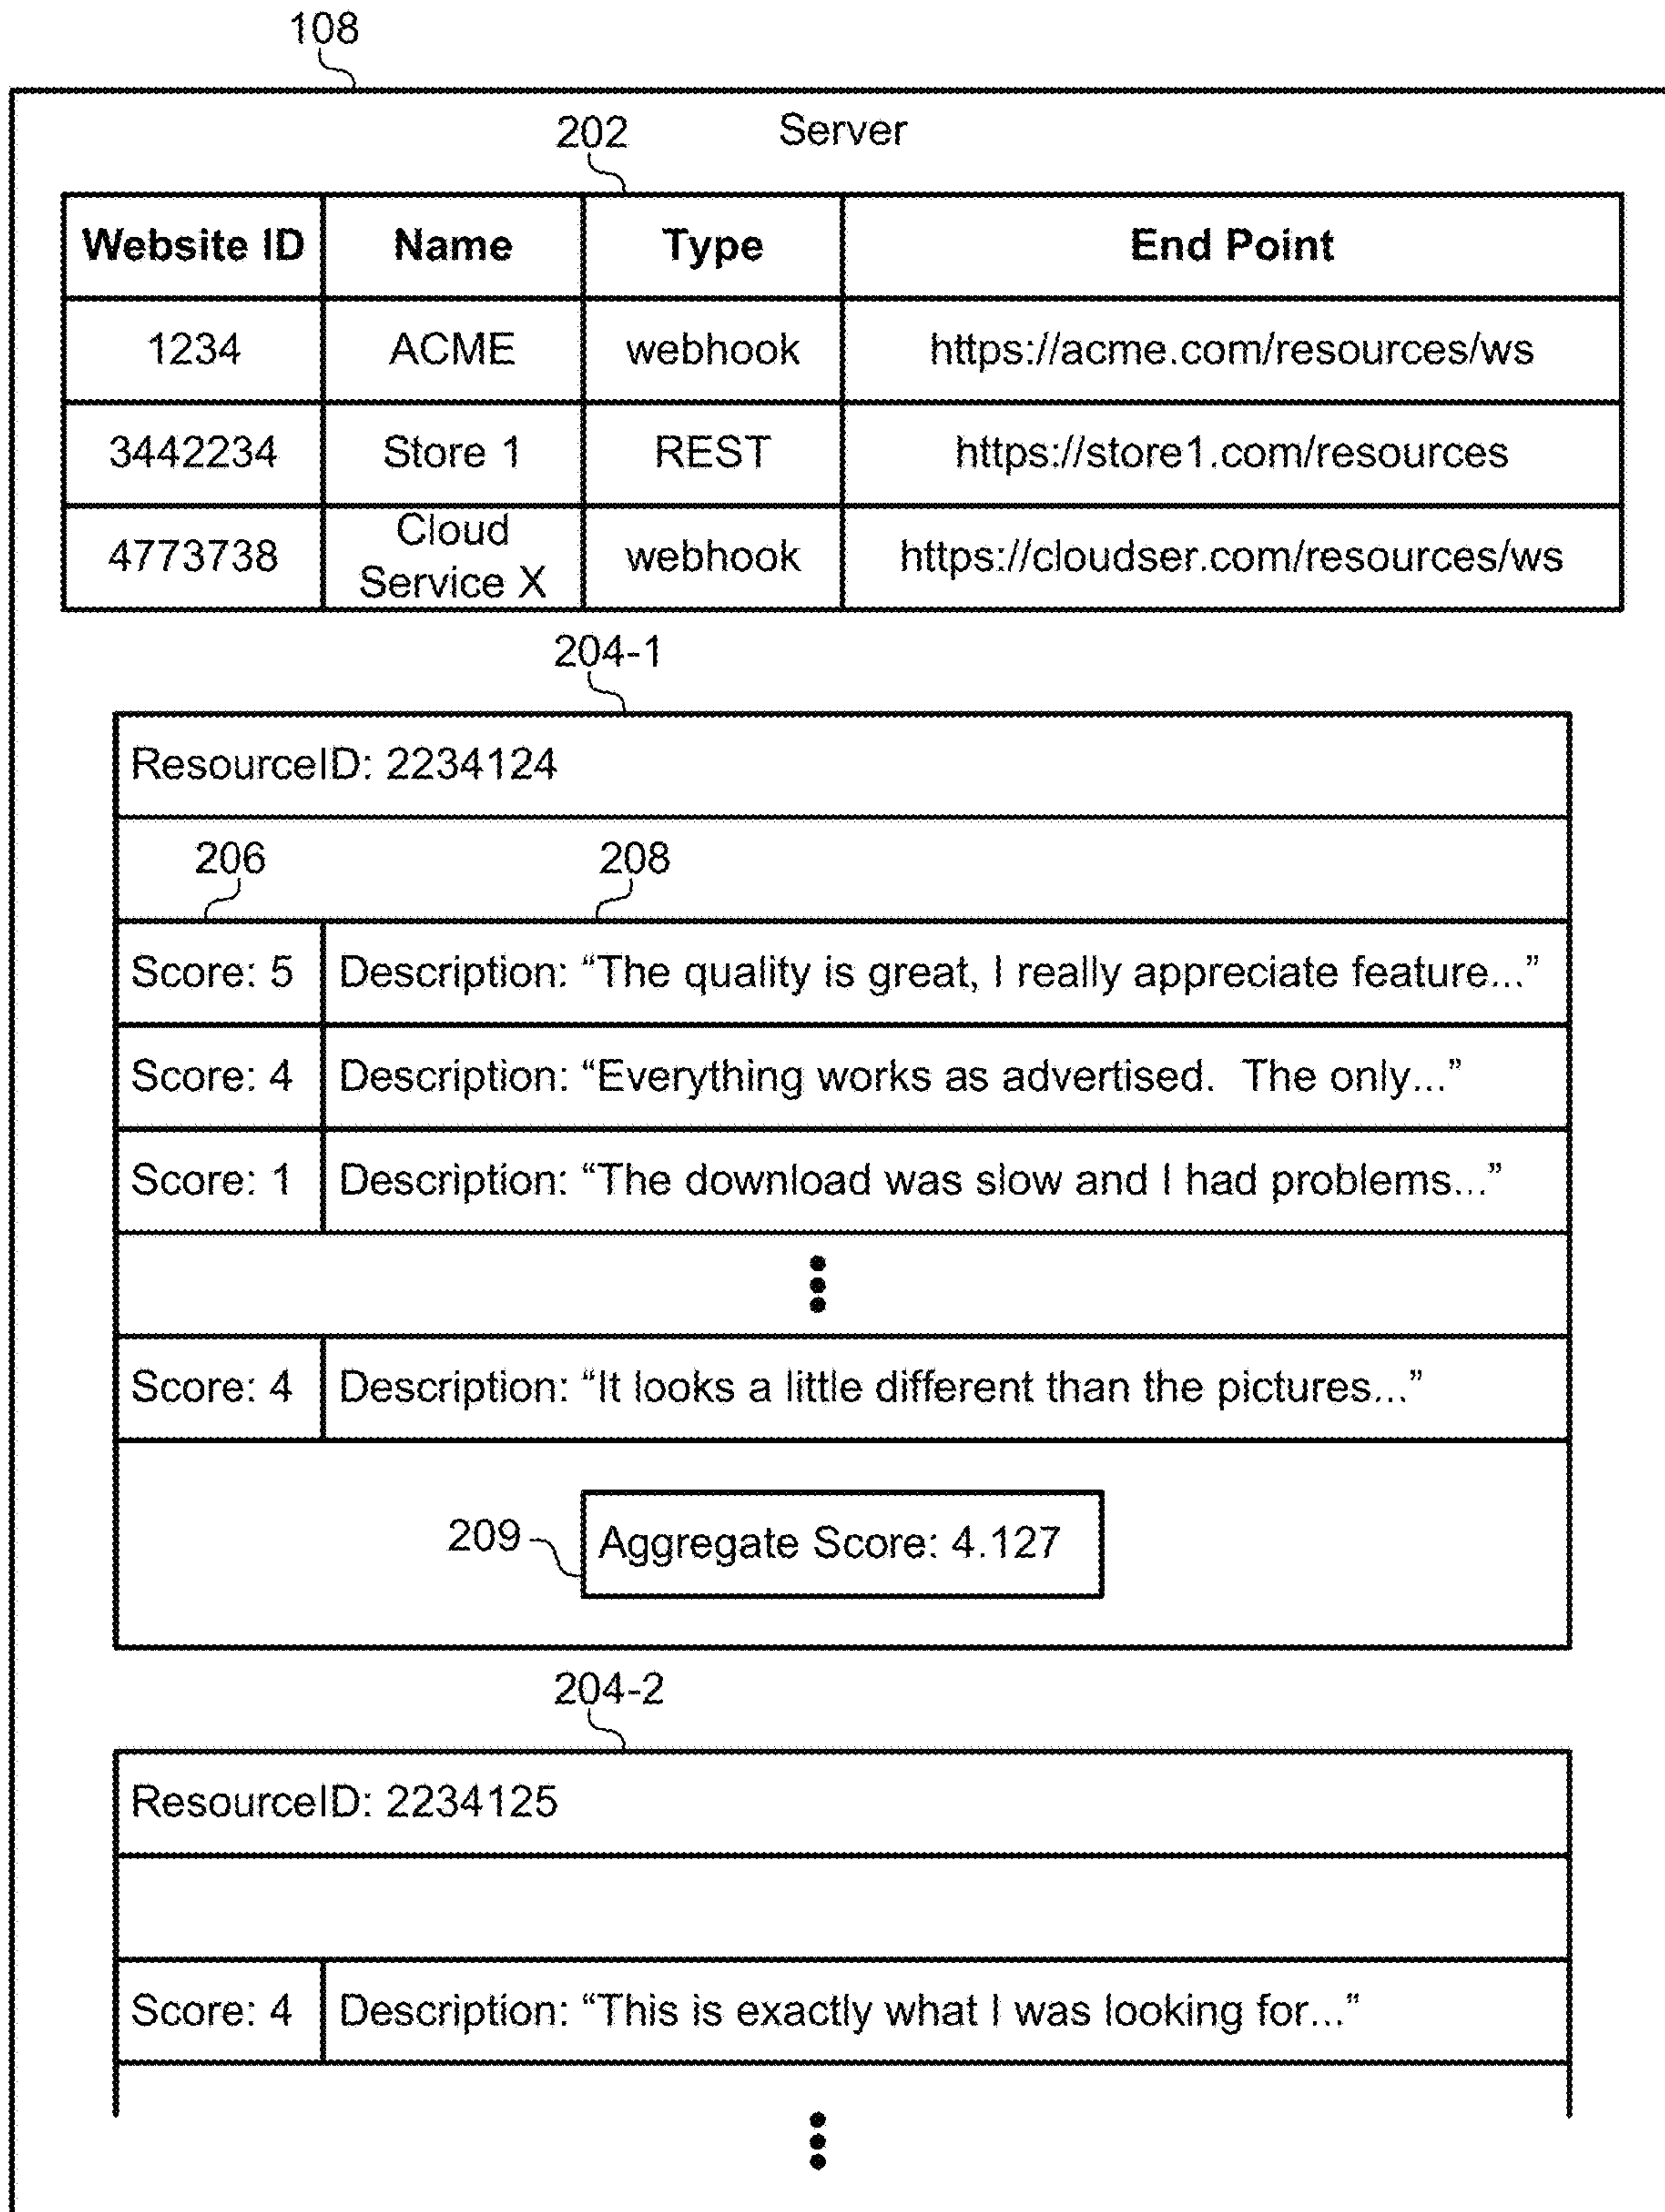 108
Server
202
Website ID Name Type End Point
1234 ACME webhook https://acme.com/resources/ws
3442234 Store 1 REST https://store1.com/resources
4773738 Cloud Service X webhook https://cloudser.com/resources/ws
204-1
ResourceID: 2234124
206 208
Score: 5 Description: “The quality is great, I really appreciate feature...”
Score: 4 Description: “Everything works as advertised. The only...”
Score: 1 Description: “The download was slow and I had problems...”
Score: 4 Description: “It looks a little different than the pictures...”
209 Aggregate Score: 4.127
204-2
ResourceID: 2234125
Score: 4 Description: “This is exactly what I was looking for...”